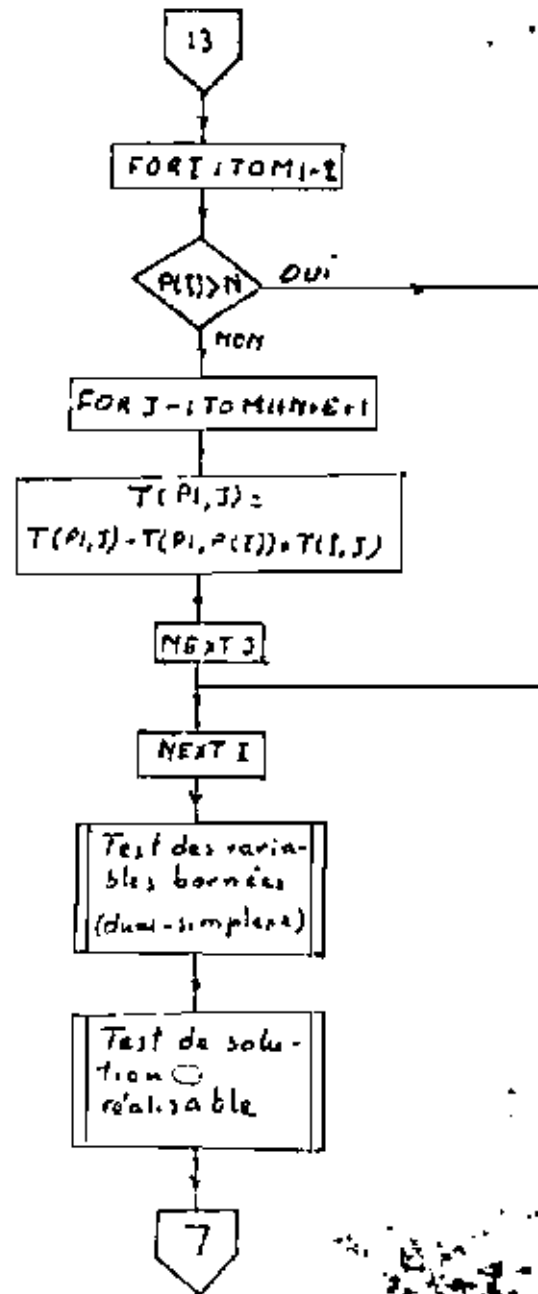 13
FOR I 1 TO M1-2
P(I)>N
OUI
NON
FOR J-1 TO M1+N+E+1
T(P1,J)=
T(P1,J)-T(P1,P(I))*T(I,J)
NEXT J
NEXT I
Test des varia-
bles bornées
(dual-simplexe)
Test de solu-
tion
réalisable
7